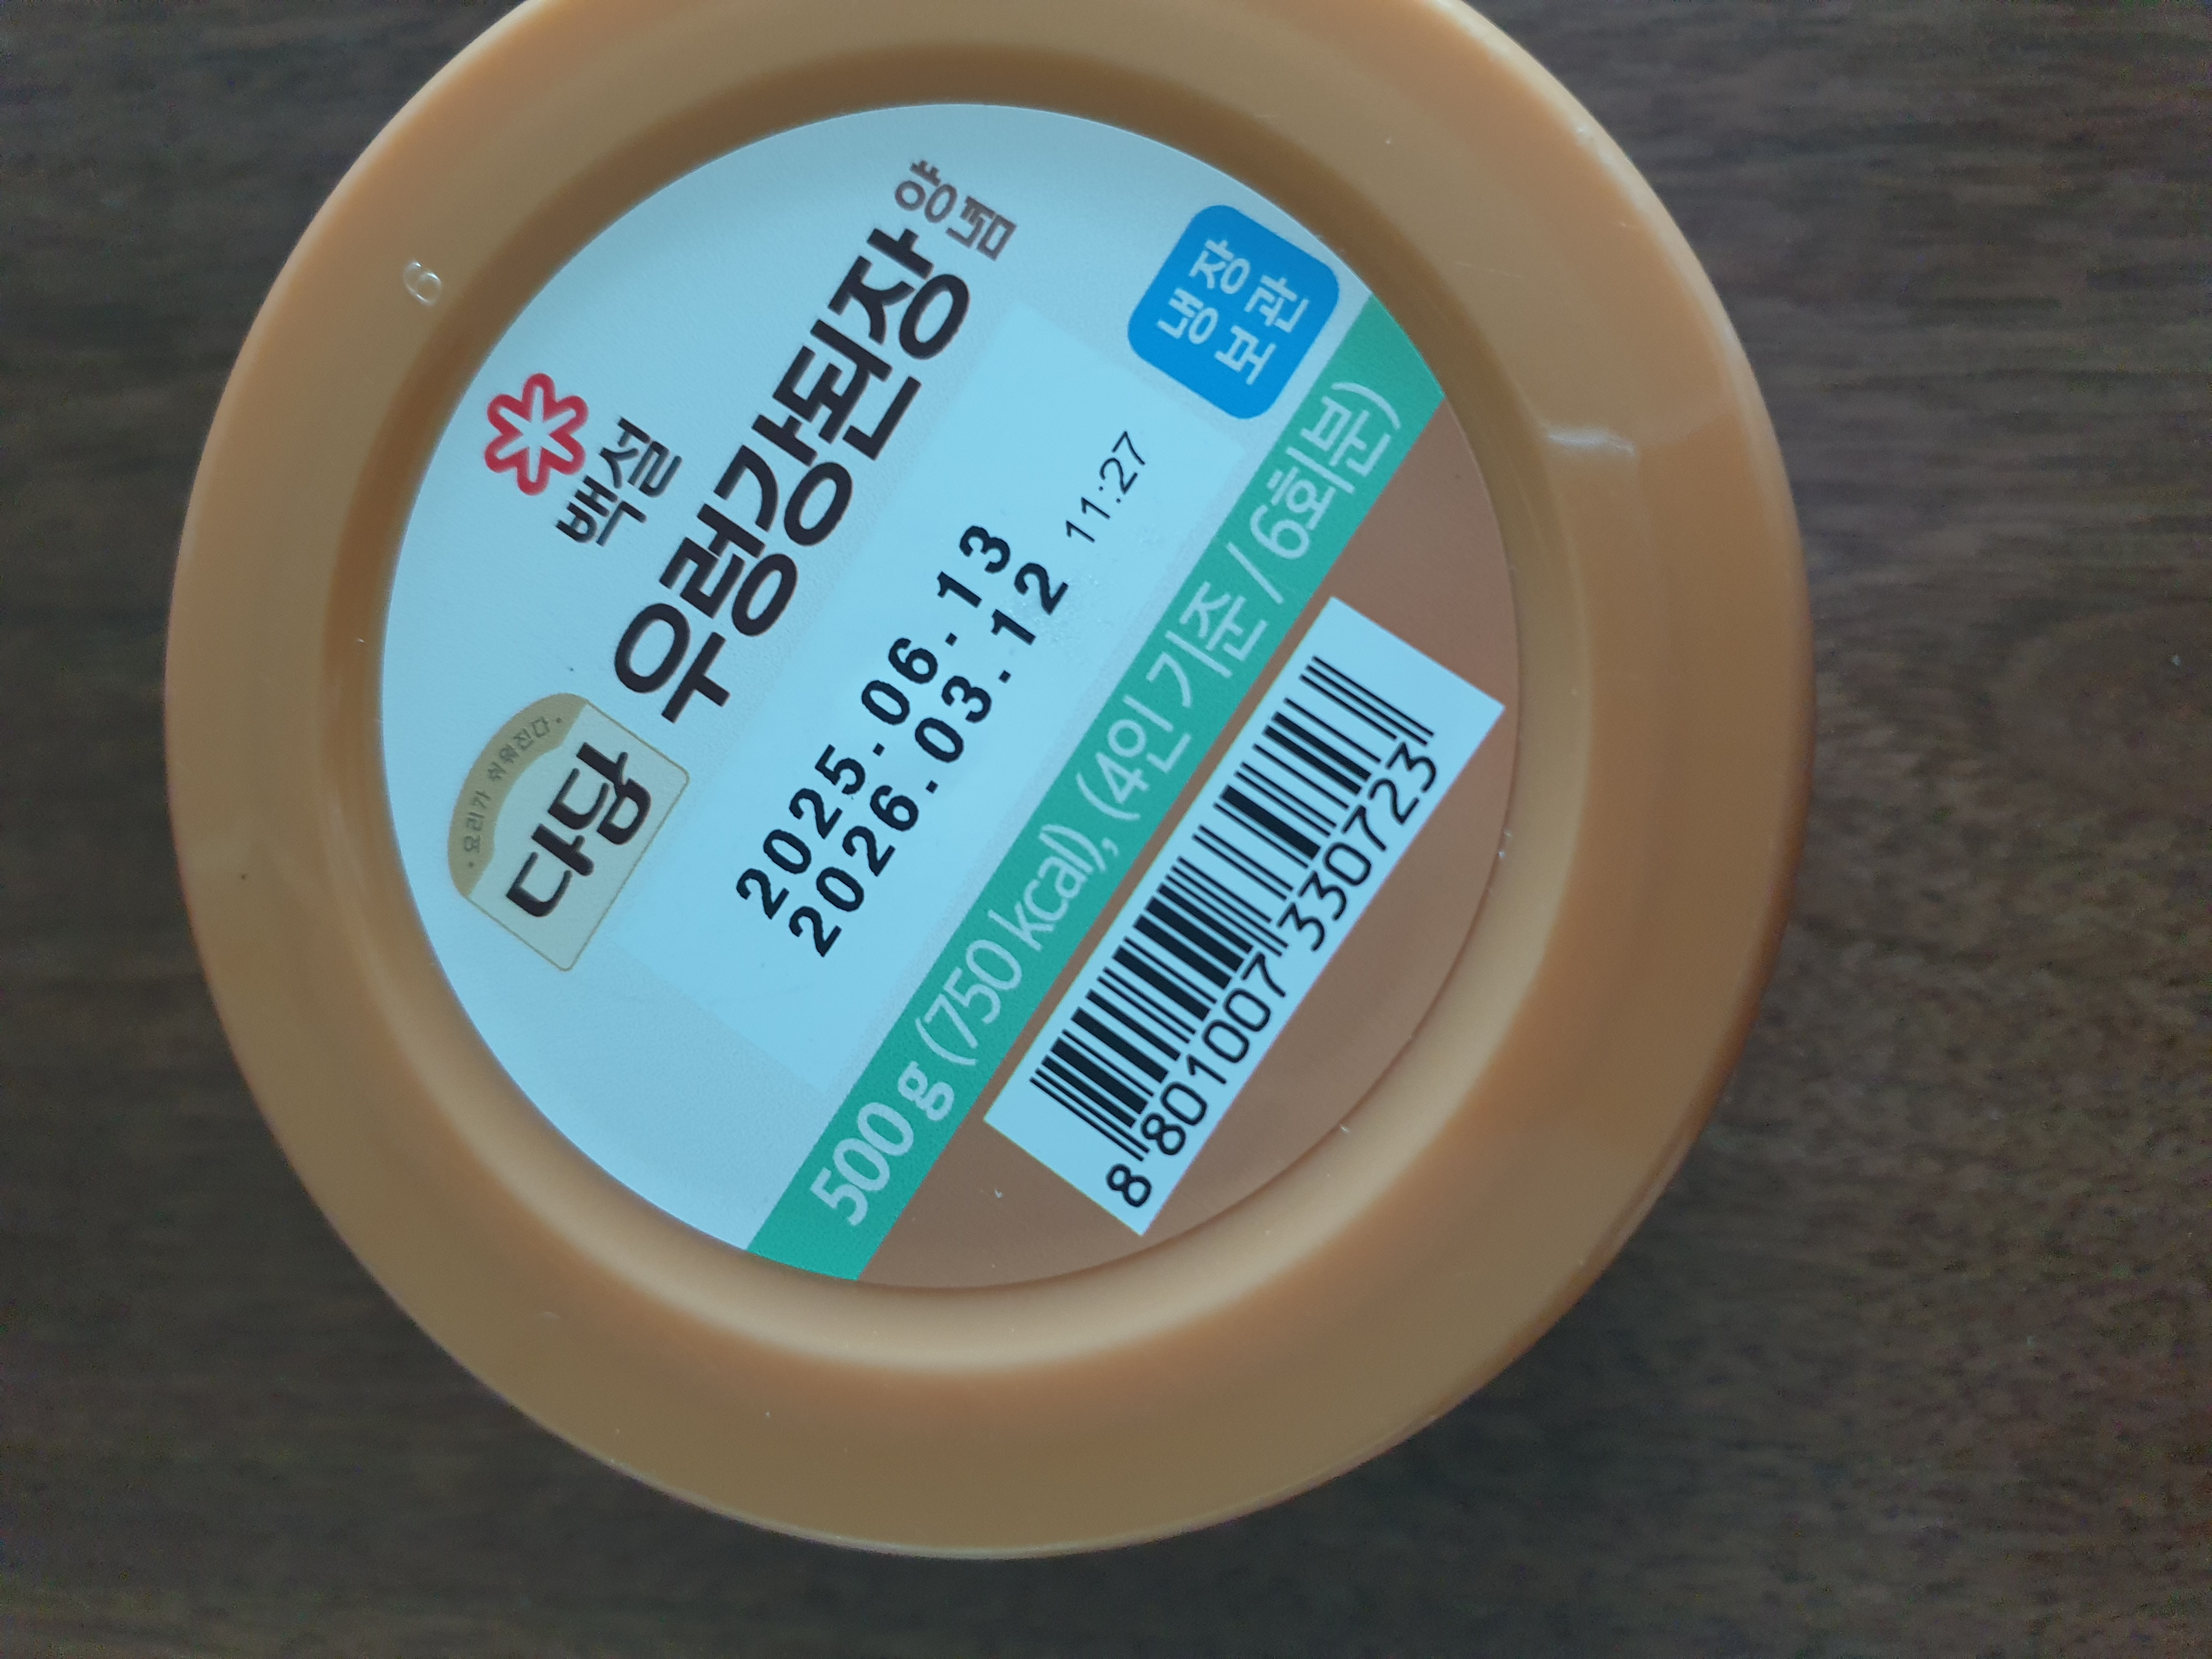 백설
요리가 쉬워진다
다담
우렁강된장 양념
2025.06.13
2026.03.12 11:27
냉장
보관
500 g (750 kcal), (4인 기준 / 6회분)
8 801007 330723
6